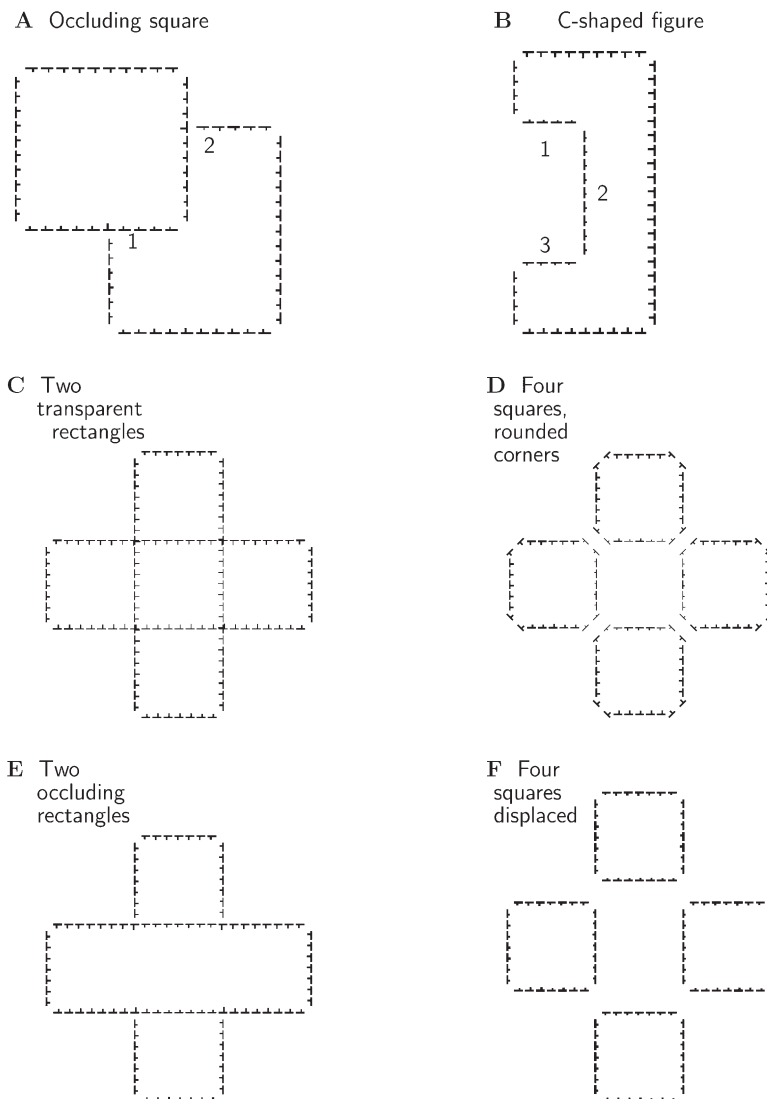 A Occluding square
B C-shaped figure
2
1
1
2
3
C Two
transparent
rectangles
D Four
squares,
rounded
corners
E Two
occluding
rectangles
F Four
squares
displaced